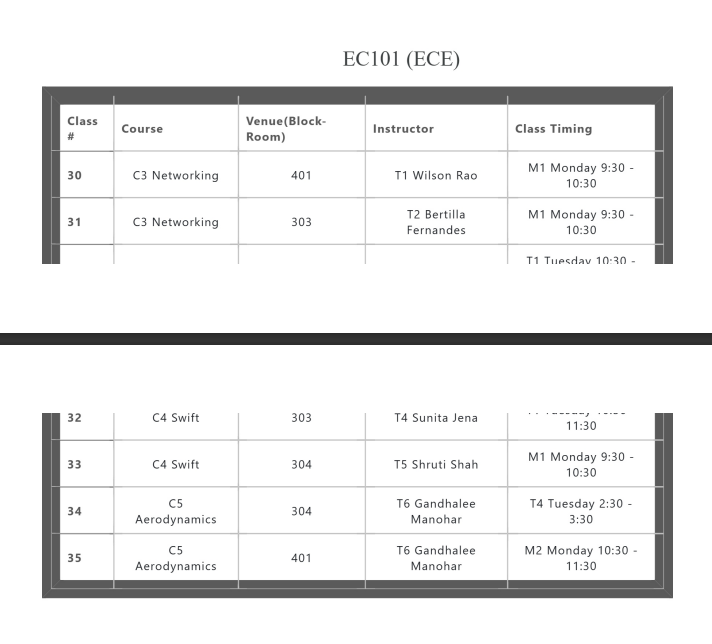 EC101 (ECE)
Class # Course Venue(Block-Room) Instructor Class Timing
30 C3 Networking 401 T1 Wilson Rao M1 Monday 9:30 - 10:30
31 C3 Networking 303 T2 Bertilla Fernandes M1 Monday 9:30 - 10:30
T1 Tuesday 10:30 -
32 C4 Swift 303 T4 Sunita Jena 11:30
33 C4 Swift 304 T5 Shruti Shah M1 Monday 9:30 - 10:30
34 C5 Aerodynamics 304 T6 Gandhalee Manohar T4 Tuesday 2:30 - 3:30
35 C5 Aerodynamics 401 T6 Gandhalee Manohar M2 Monday 10:30 - 11:30